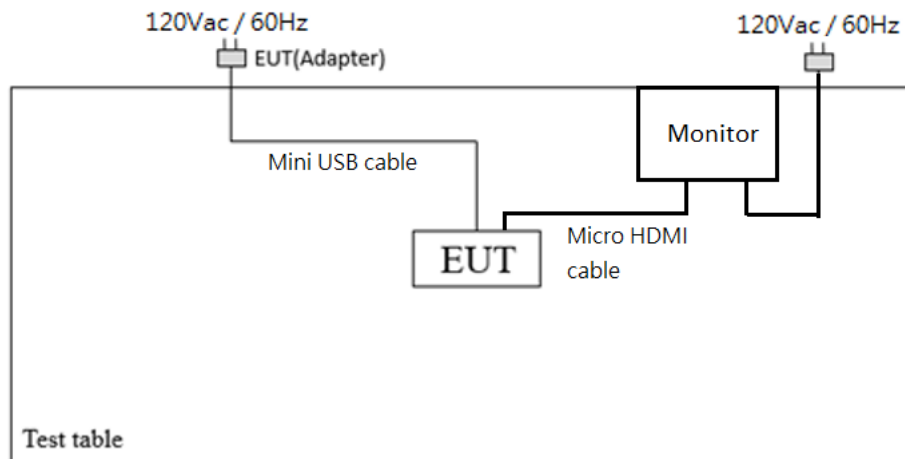 120Vac / 60Hz
120Vac / 60Hz
EUT(Adapter)
Monitor
Mini USB cable
Micro HDMI
cable
EUT
Test table